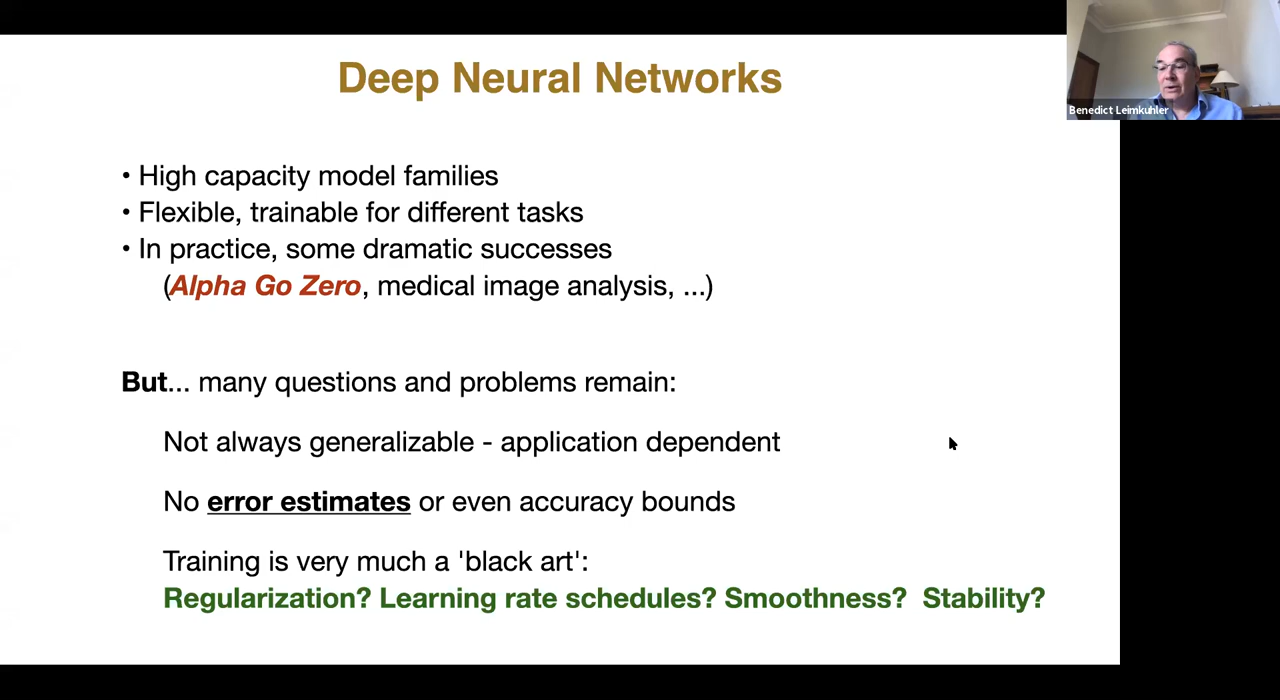 Deep Neural Networks
Benedict Leimkuhler
• High capacity model families
• Flexible, trainable for different tasks
• In practice, some dramatic successes
(Alpha Go Zero, medical image analysis, ...)
But... many questions and problems remain:
Not always generalizable - application dependent
No error estimates or even accuracy bounds
Training is very much a 'black art':
Regularization? Learning rate schedules? Smoothness? Stability?